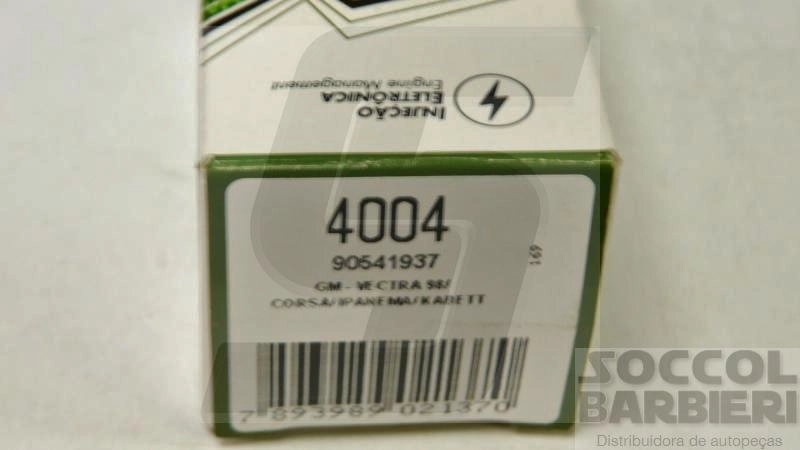 INJEÇÃO
ELETRÔNICA
Engine Management
4004
90541937
169
GM - VECTRA 98/
CORSA/IPANEMA/KADETT
7 893989 021370
SOCCOL
BARBIERI
Distribuidora de autopeças